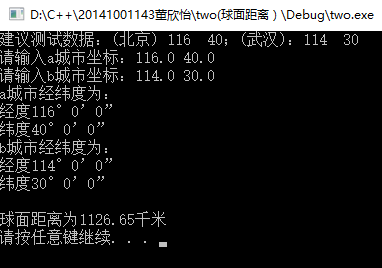 D:\C++\20141001143董欣怡\two(球面距离)\Debug\two.exe
建议测试数据: (北京) 116  40; (武汉): 114  30
请输入a城市坐标: 116.0 40.0
请输入b城市坐标: 114.0 30.0
a城市经纬度为:
经度116°0’0”
纬度40°0’0”
b城市经纬度为:
经度114°0’0”
纬度30°0’0”
球面距离为1126.65千米
请按任意键继续. . .